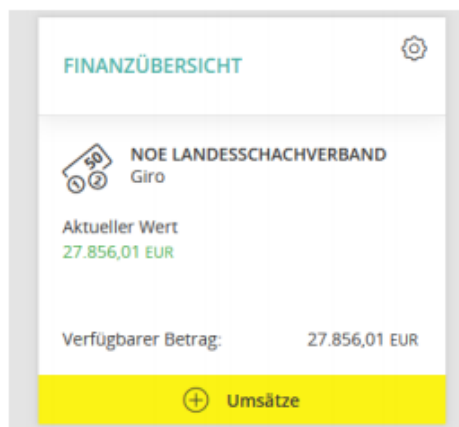 FINANZÜBERSICHT
50
1 2
NOE LANDESSCHACHVERBAND
Giro
Aktueller Wert
27.856,01 EUR
Verfügbarer Betrag: 27.856,01 EUR
Umsätze